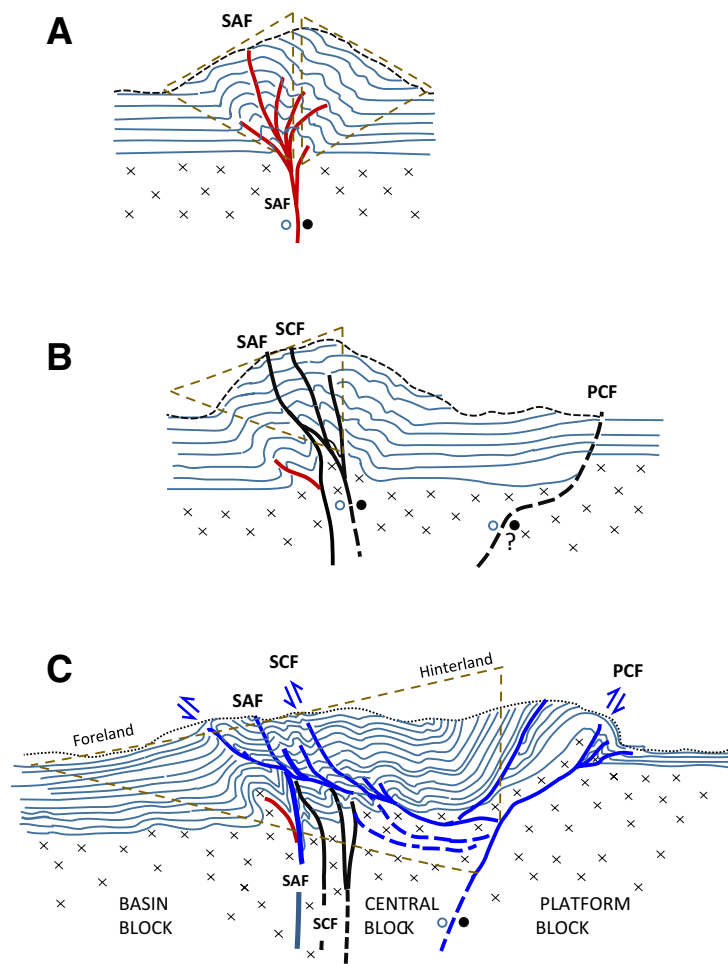 A
SAF
SAF
B
SAF
SCF
PCF
?
C
Foreland
SAF
SCF
Hinterland
PCF
SAF
SCF
BASIN
BLOCK
CENTRAL
BLOCK
PLATFORM
BLOCK